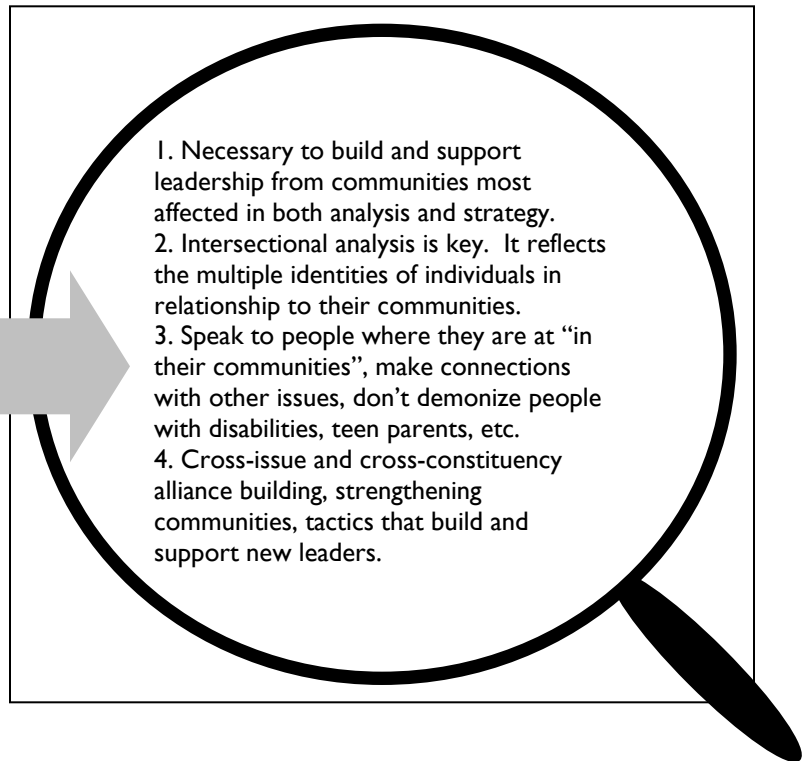 1. Necessary to build and support
leadership from communities most
affected in both analysis and strategy.
2. Intersectional analysis is key.  It reflects
the multiple identities of individuals in
relationship to their communities.
3. Speak to people where they are at “in
their communities”, make connections
with other issues, don’t demonize people
with disabilities, teen parents, etc.
4. Cross-issue and cross-constituency
alliance building, strengthening
communities, tactics that build and
support new leaders.